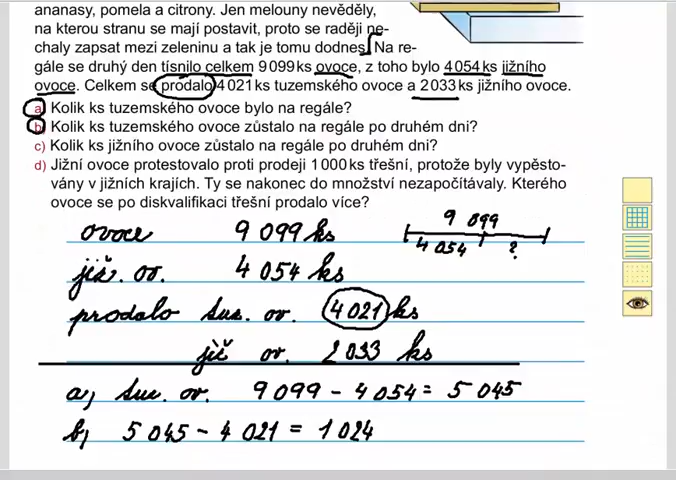 ananasy, pomela a citrony. Jen melouny nevěděly,
na kterou stranu se mají postavit, proto se raději ne-
chaly zapsat mezi zeleninu a tak je tomu dodnes. Na re-
gále se druhý den tísnilo celkem 9 099 ks ovoce, z toho bylo 4 054 ks jižního
ovoce. Celkem se prodalo 4 021 ks tuzemského ovoce a 2 033 ks jižního ovoce.
a) Kolik ks tuzemského ovoce bylo na regále?
b) Kolik ks tuzemského ovoce zůstalo na regále po druhém dni?
c) Kolik ks jižního ovoce zůstalo na regále po druhém dni?
d) Jižní ovoce protestovalo proti prodeji 1 000 ks třešní, protože byly vypěsto-
vány v jižních krajích. Ty se nakonec do množství nezapočítávaly. Kterého
ovoce se po diskvalifikaci třešní prodalo více?
ovoce 9 099 ks
9 099
4 054 ?
již. ov. 4 054 ks
prodalo tuz. ov. 4 021 ks
již ov. 2 033 ks
a) tuz. ov. 9 099 - 4 054 = 5 045
b) 5 045 - 4 021 = 1 024